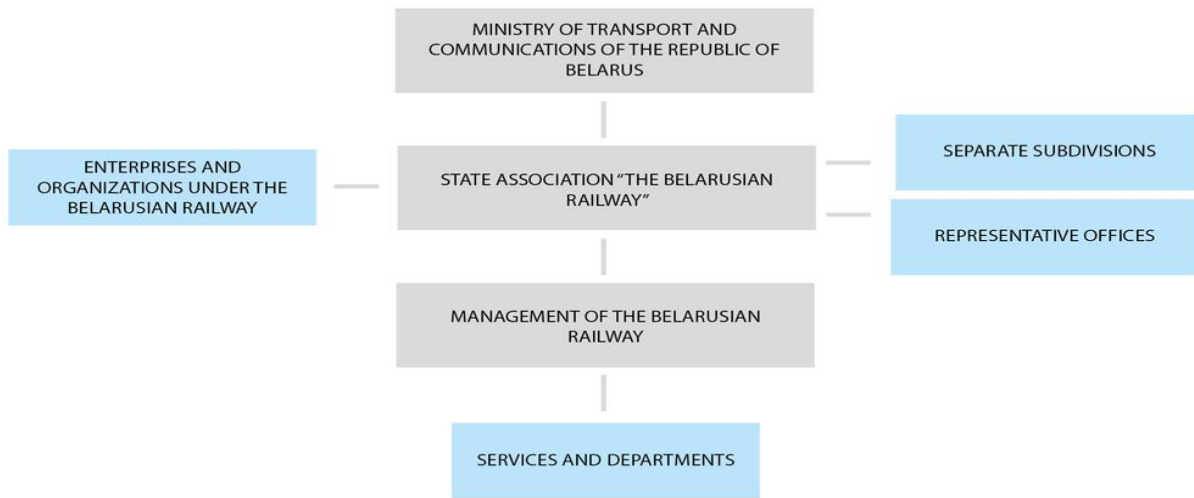 MINISTRY OF TRANSPORT AND
COMMUNICATIONS OF THE REPUBLIC OF
BELARUS
ENTERPRISES AND
ORGANIZATIONS UNDER THE
BELARUSIAN RAILWAY
STATE ASSOCIATION “THE BELARUSIAN
RAILWAY”
SEPARATE SUBDIVISIONS
REPRESENTATIVE OFFICES
MANAGEMENT OF THE BELARUSIAN
RAILWAY
SERVICES AND DEPARTMENTS